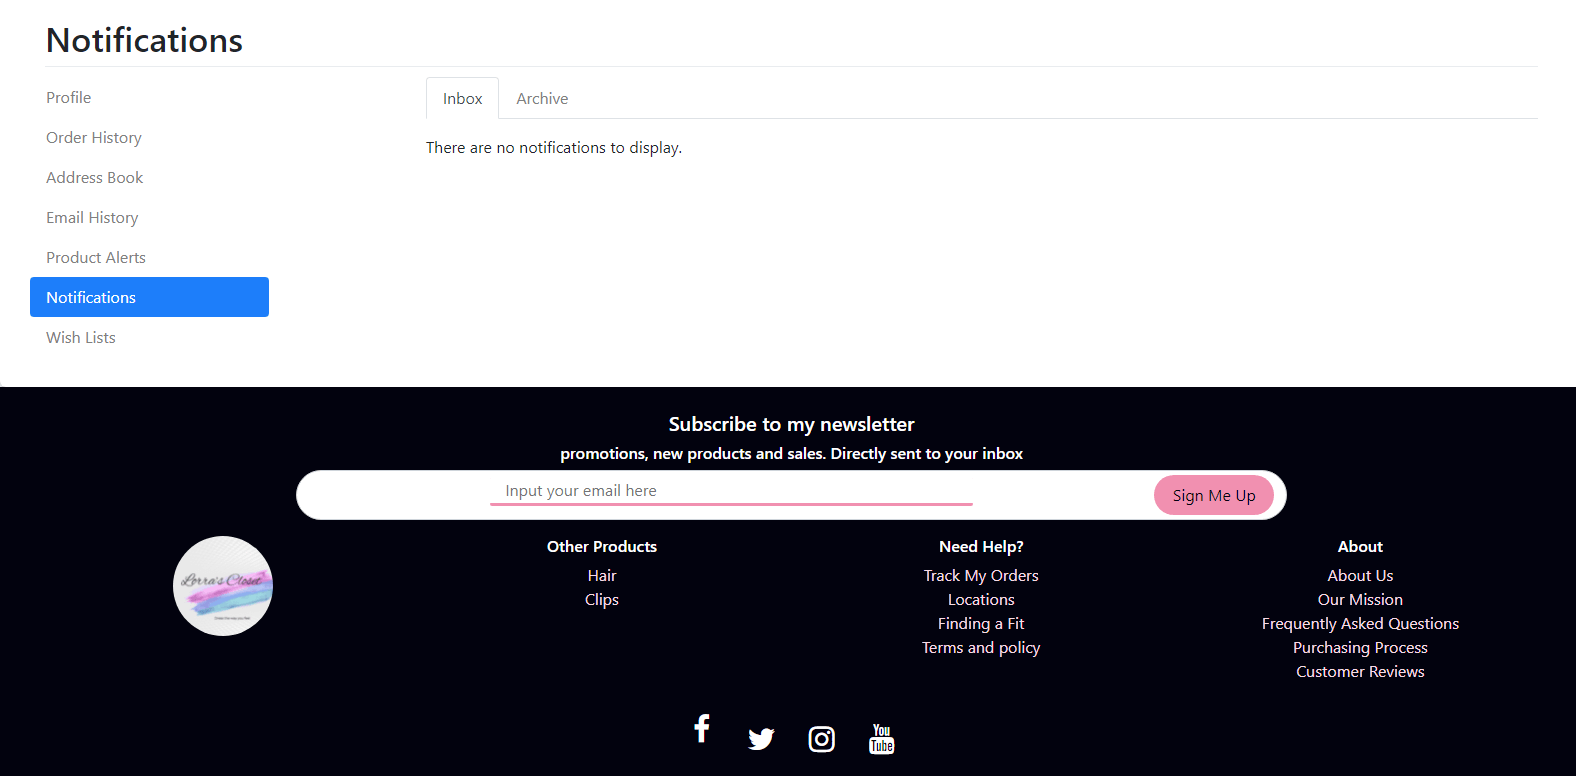 Notifications
Profile
Order History
Address Book
Email History
Product Alerts
Notifications
Wish Lists
Inbox
Archive
There are no notifications to display.
Subscribe to my newsletter
promotions, new products and sales. Directly sent to your inbox
Input your email here
Sign Me Up
Lorra's Closet
Other Products
Hair
Clips
Need Help?
Track My Orders
Locations
Finding a Fit
Terms and policy
About
About Us
Our Mission
Frequently Asked Questions
Purchasing Process
Customer Reviews
You
Tube